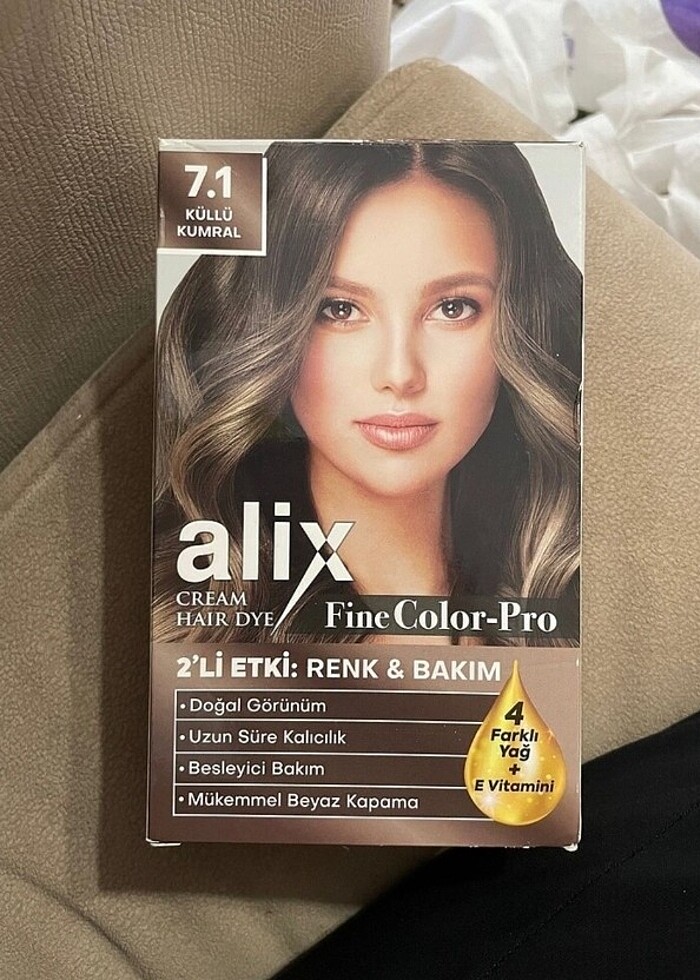 7.1
KÜLLÜ
KUMRAL
alix
CREAM
HAIR DYE
Fine Color-Pro
2'Lİ ETKİ: RENK & BAKIM
• Doğal Görünüm
• Uzun Süre Kalıcılık
• Besleyici Bakım
• Mükemmel Beyaz Kapama
4
Farklı
Yağ
+
E Vitamini